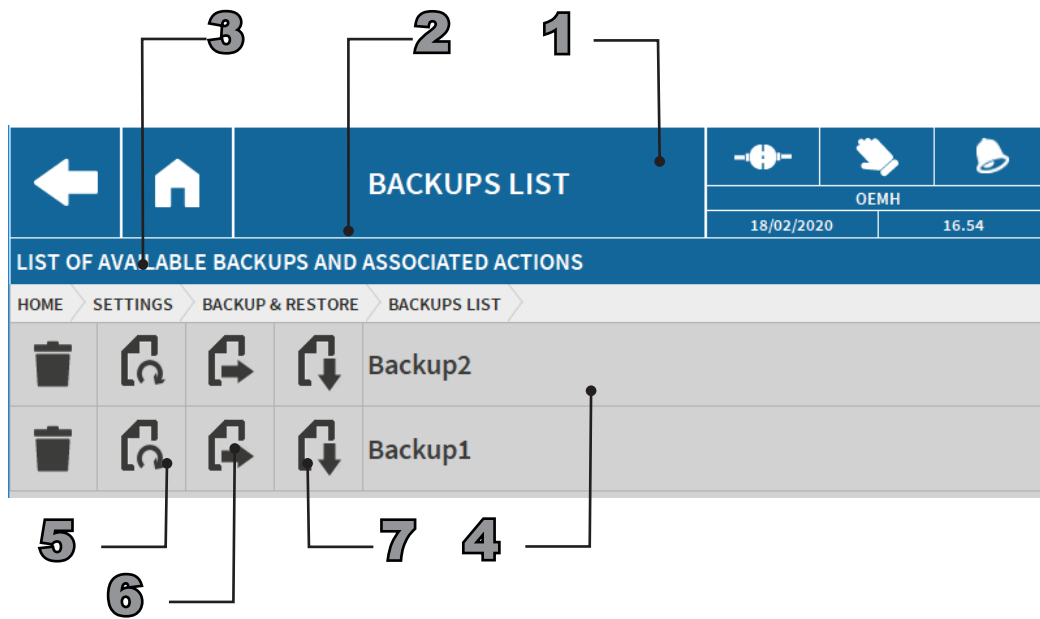 3 2 1
BACKUPS LIST
OEMH
18/02/2020 16.54
LIST OF AVAILABLE BACKUPS AND ASSOCIATED ACTIONS
HOME SETTINGS BACKUP & RESTORE BACKUPS LIST
Backup2
Backup1
5 7 4
6